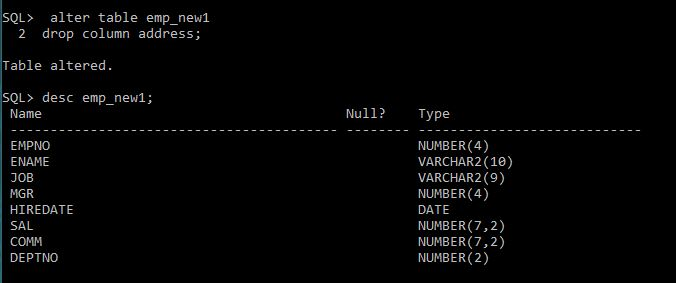 SQL>  alter table emp_new1
  2  drop column address;
Table altered.
SQL> desc emp_new1;
 Name                                      Null?    Type
 ----------------------------------------- -------- ----------------------------
 EMPNO                                              NUMBER(4)
 ENAME                                              VARCHAR2(10)
 JOB                                                VARCHAR2(9)
 MGR                                                NUMBER(4)
 HIREDATE                                           DATE
 SAL                                                NUMBER(7,2)
 COMM                                               NUMBER(7,2)
 DEPTNO                                             NUMBER(2)